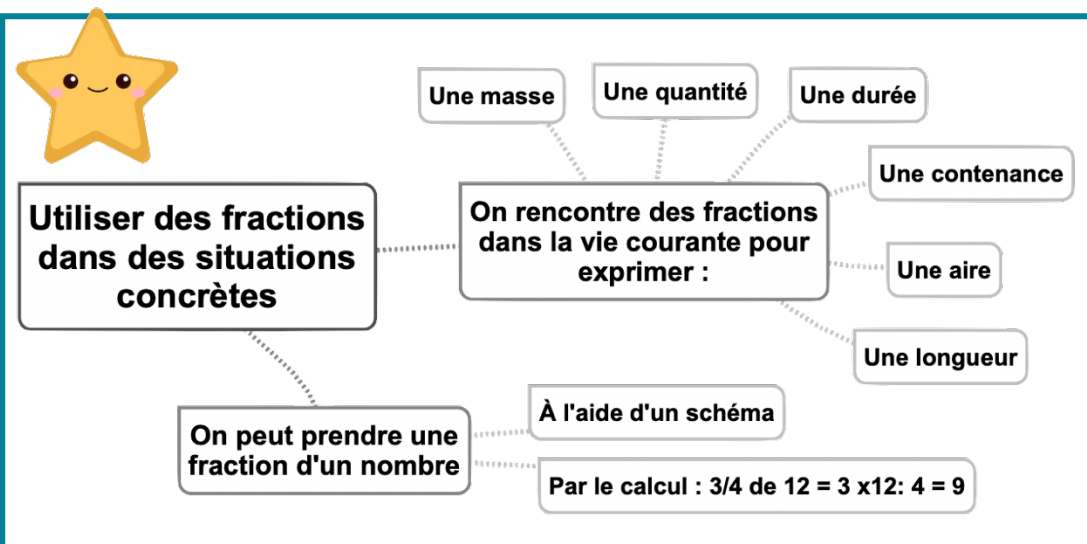 Une masse
Une quantité
Une durée
Une contenance
Utiliser des fractions
dans des situations
concrètes
On rencontre des fractions
dans la vie courante pour
exprimer :
Une aire
Une longueur
On peut prendre une
fraction d'un nombre
À l'aide d'un schéma
Par le calcul : 3/4 de 12 = 3 x12: 4 = 9